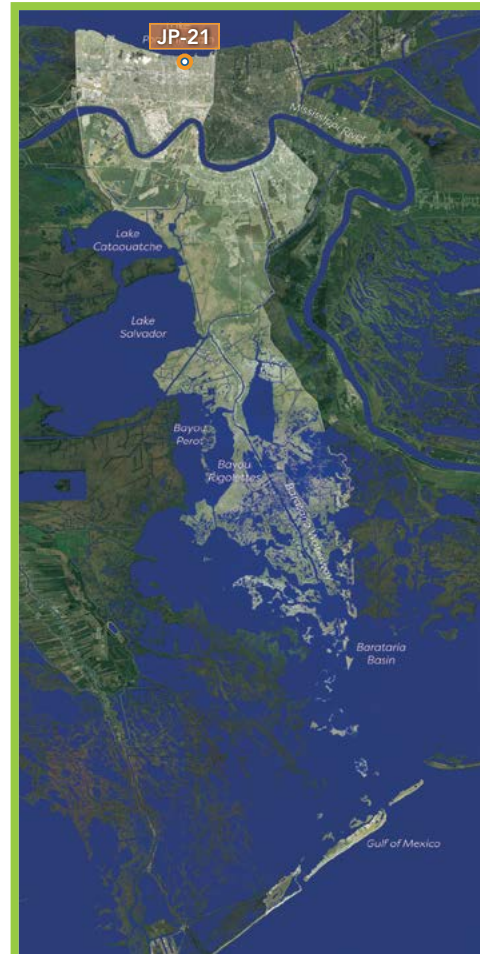 JP-21
Mississippi River
Lake
Cataouatche
Lake
Salvador
Bayou
Perot
Bayou
Rigolettes
Barataria Waterway
Barataria
Basin
Gulf of Mexico